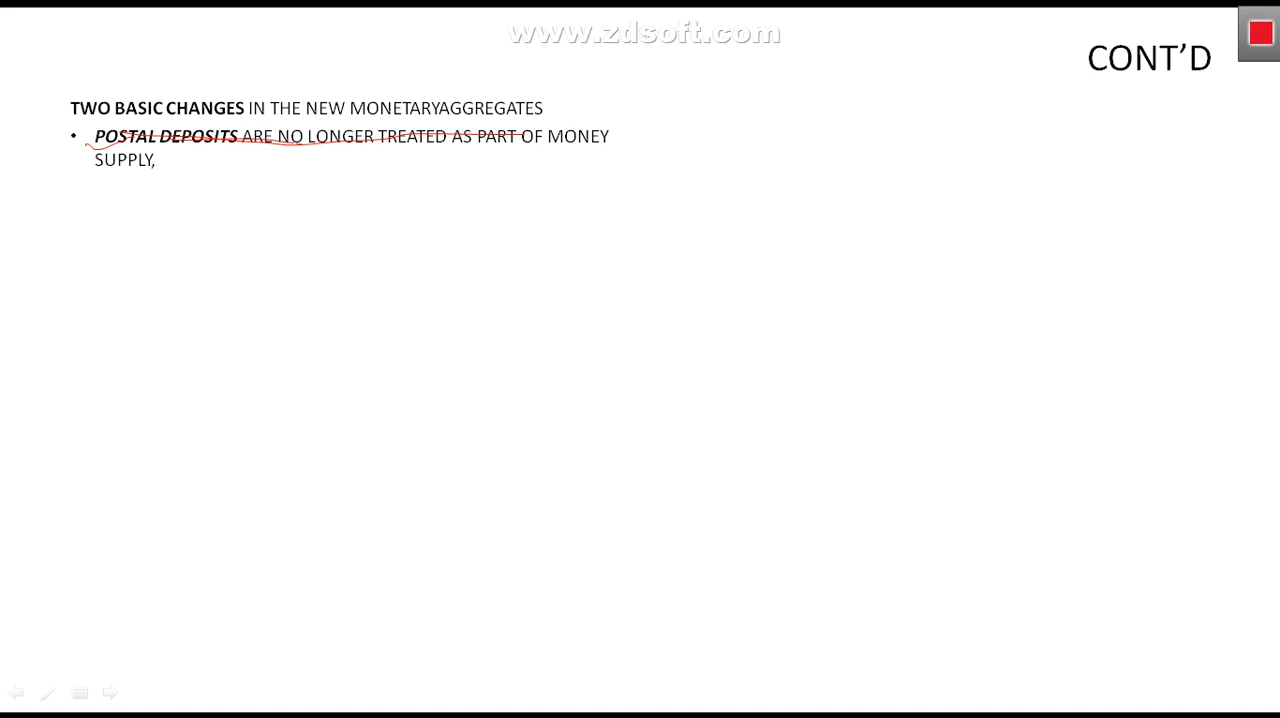 www.zdsoft.com
CONT’D
TWO BASIC CHANGES IN THE NEW MONETARYAGGREGATES
• POSTAL DEPOSITS ARE NO LONGER TREATED AS PART OF MONEY
SUPPLY,